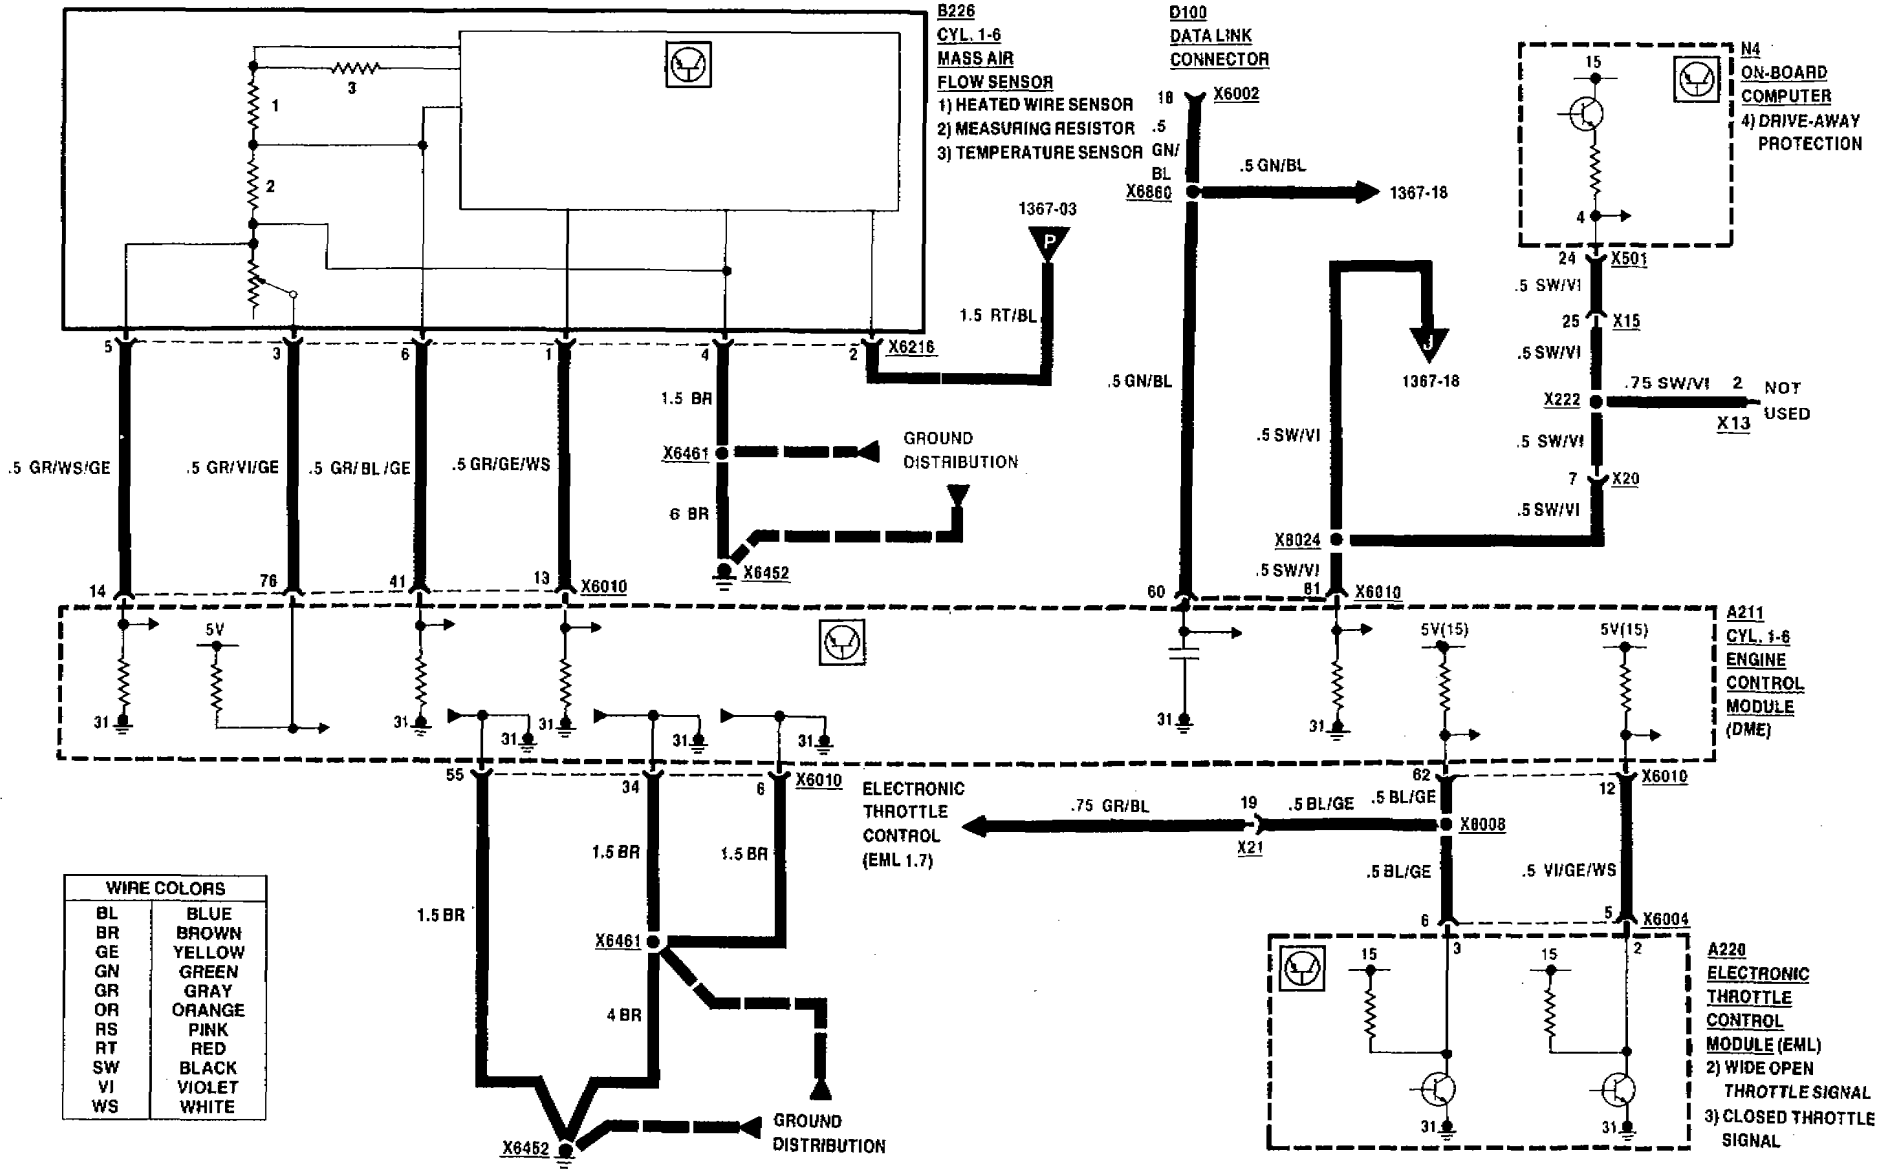 B226
CYL. 1-6
MASS AIR
FLOW SENSOR
1) HEATED WIRE SENSOR
2) MEASURING RESISTOR
3) TEMPERATURE SENSOR
D100
DATA LINK
CONNECTOR
18
X6002
.5
GN/
BL
X6860
.5 GN/BL
1367-18
N4
ON-BOARD
COMPUTER
4) DRIVE-AWAY
PROTECTION
15
4
24
X501
.5 SW/VI
25
X15
.5 SW/VI
X222
.75 SW/VI
2
X13
NOT
USED
.5 SW/VI
7
X20
.5 SW/VI
1
2
3
1367-03
P
1.5 RT/BL
5
3
6
1
4
2
X6216
.5 GN/BL
J
1367-18
.5 SW/VI
X8024
.5 SW/VI
1.5 BR
X6461
GROUND
DISTRIBUTION
6 BR
X6452
.5 GR/WS/GE
.5 GR/VI/GE
.5 GR/BL/GE
.5 GR/GE/WS
14
76
41
13
X6010
60
81
X6010
A211
CYL. 1-6
ENGINE
CONTROL
MODULE
(DME)
5V
5V(15)
5V(15)
31
31
31
31
31
31
31
31
55
34
6
X6010
62
12
X6010
ELECTRONIC
THROTTLE
CONTROL
(EML 1.7)
.75 GR/BL
19
X21
.5 BL/GE
.5 BL/GE
X8008
.5 BL/GE
.5 VI/GE/WS
6
5
X6004
1.5 BR
1.5 BR
1.5 BR
X6461
4 BR
X6452
GROUND
DISTRIBUTION
3
2
15
15
31
31
A220
ELECTRONIC
THROTTLE
CONTROL
MODULE (EML)
2) WIDE OPEN
THROTTLE SIGNAL
3) CLOSED THROTTLE
SIGNAL
WIRE COLORS
BL BLUE
BR BROWN
GE YELLOW
GN GREEN
GR GRAY
OR ORANGE
RS PINK
RT RED
SW BLACK
VI VIOLET
WS WHITE